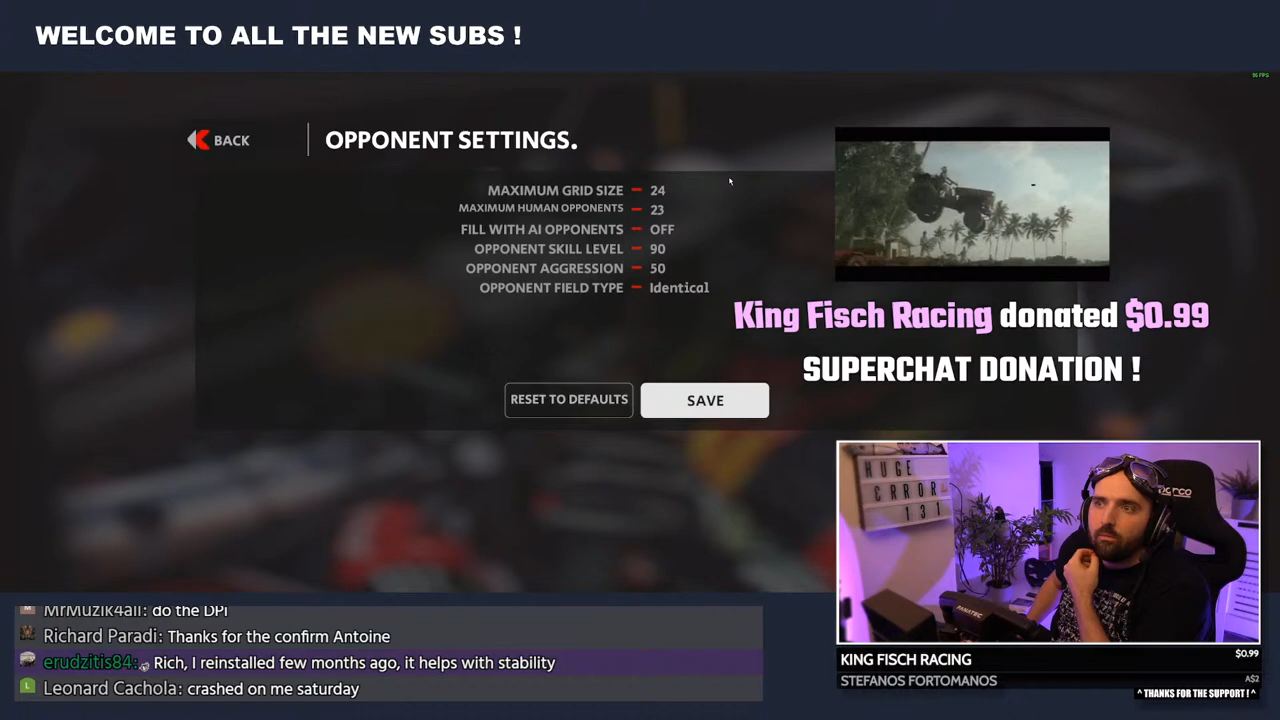 WELCOME TO ALL THE NEW SUBS !
96 FPS
BACK
OPPONENT SETTINGS.
MAXIMUM GRID SIZE 24
MAXIMUM HUMAN OPPONENTS 23
FILL WITH AI OPPONENTS OFF
OPPONENT SKILL LEVEL 90
OPPONENT AGGRESSION 50
OPPONENT FIELD TYPE Identical
King Fisch Racing donated $0.99
SUPERCHAT DONATION !
RESET TO DEFAULTS
SAVE
HUGE
ERROR
131
FANATEC
MrMuzik4all: do the DPI
Richard Paradi: Thanks for the confirm Antoine
erudzitis84: Rich, I reinstalled few months ago, it helps with stability
L Leonard Cachola: crashed on me saturday
KING FISCH RACING $0.99
STEFANOS FORTOMANOS A$2
^ THANKS FOR THE SUPPORT ! ^